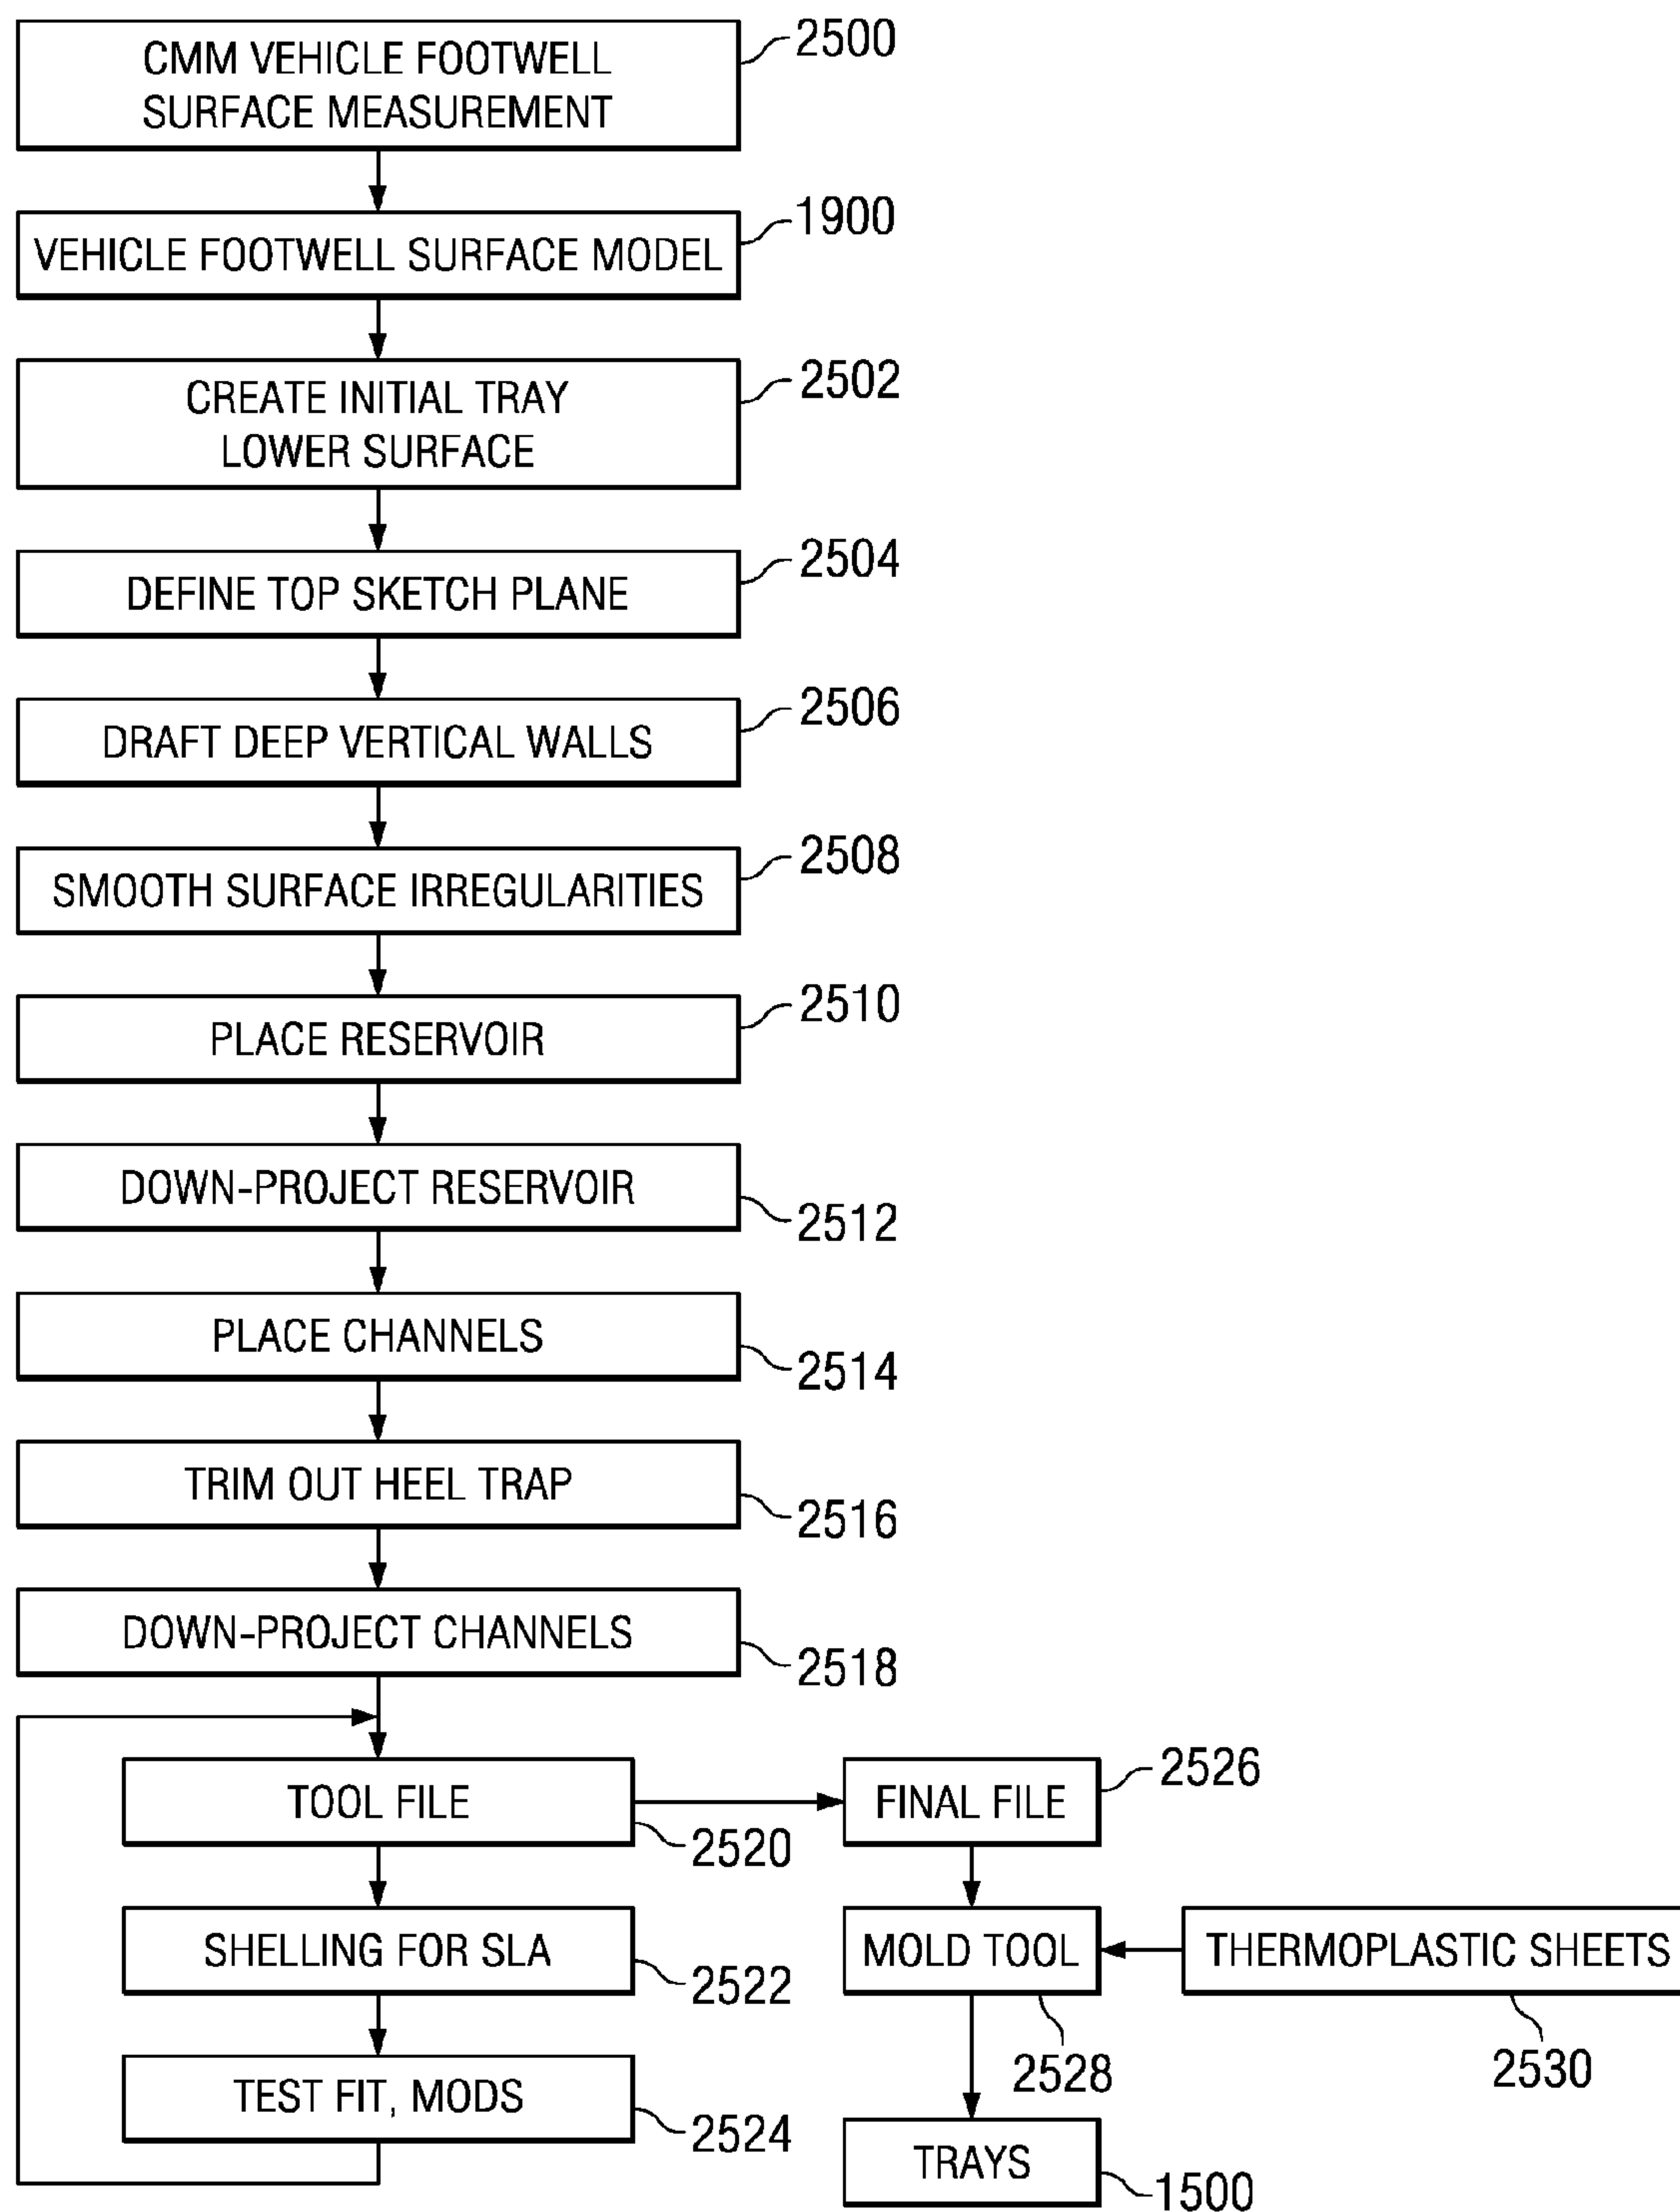 CMM VEHICLE FOOTWELL
SURFACE MEASUREMENT
2500
VEHICLE FOOTWELL SURFACE MODEL
1900
CREATE INITIAL TRAY
LOWER SURFACE
2502
DEFINE TOP SKETCH PLANE
2504
DRAFT DEEP VERTICAL WALLS
2506
SMOOTH SURFACE IRREGULARITIES
2508
PLACE RESERVOIR
2510
DOWN-PROJECT RESERVOIR
2512
PLACE CHANNELS
2514
TRIM OUT HEEL TRAP
2516
DOWN-PROJECT CHANNELS
2518
TOOL FILE
2520
FINAL FILE
2526
SHELLING FOR SLA
2522
MOLD TOOL
2528
THERMOPLASTIC SHEETS
2530
TEST FIT, MODS
2524
TRAYS
1500